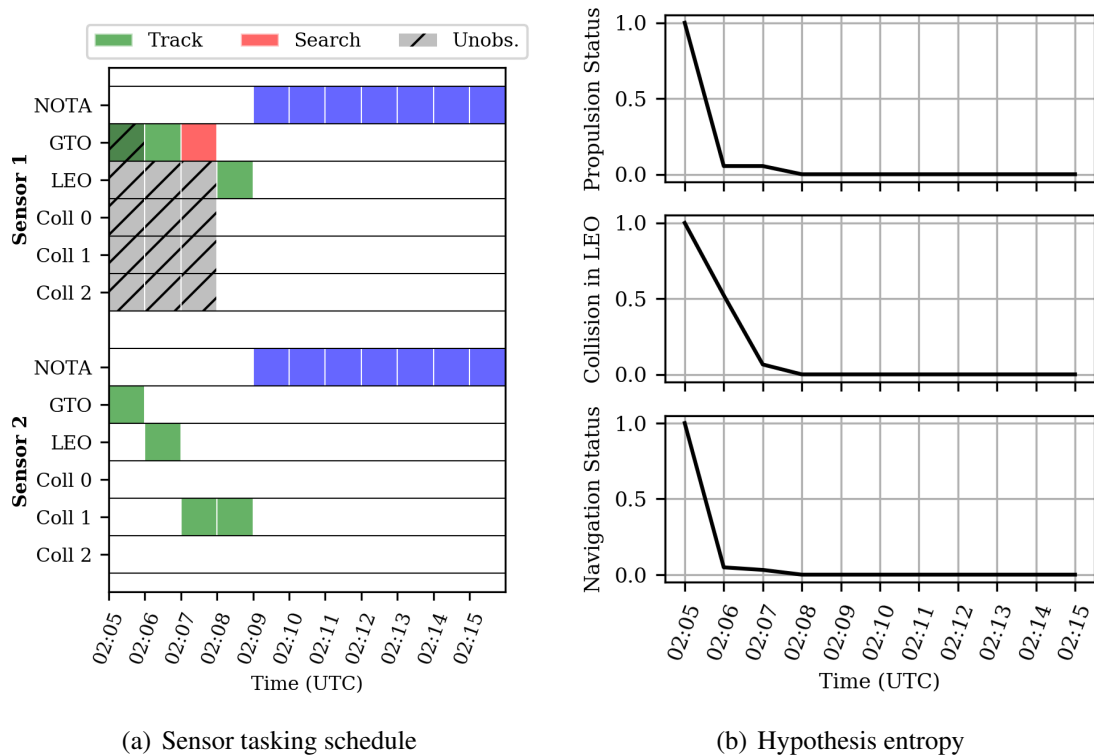 Track Search Unobs.
Sensor 1
NOTA
GTO
LEO
Coll 0
Coll 1
Coll 2
Sensor 2
NOTA
GTO
LEO
Coll 0
Coll 1
Coll 2
02:05 02:06 02:07 02:08 02:09 02:10 02:11 02:12 02:13 02:14 02:15
Time (UTC)
(a) Sensor tasking schedule
Propulsion Status
1.0
0.5
0.0
Collision in LEO
1.0
0.5
0.0
Navigation Status
1.0
0.5
0.0
02:05 02:06 02:07 02:08 02:09 02:10 02:11 02:12 02:13 02:14 02:15
Time (UTC)
(b) Hypothesis entropy